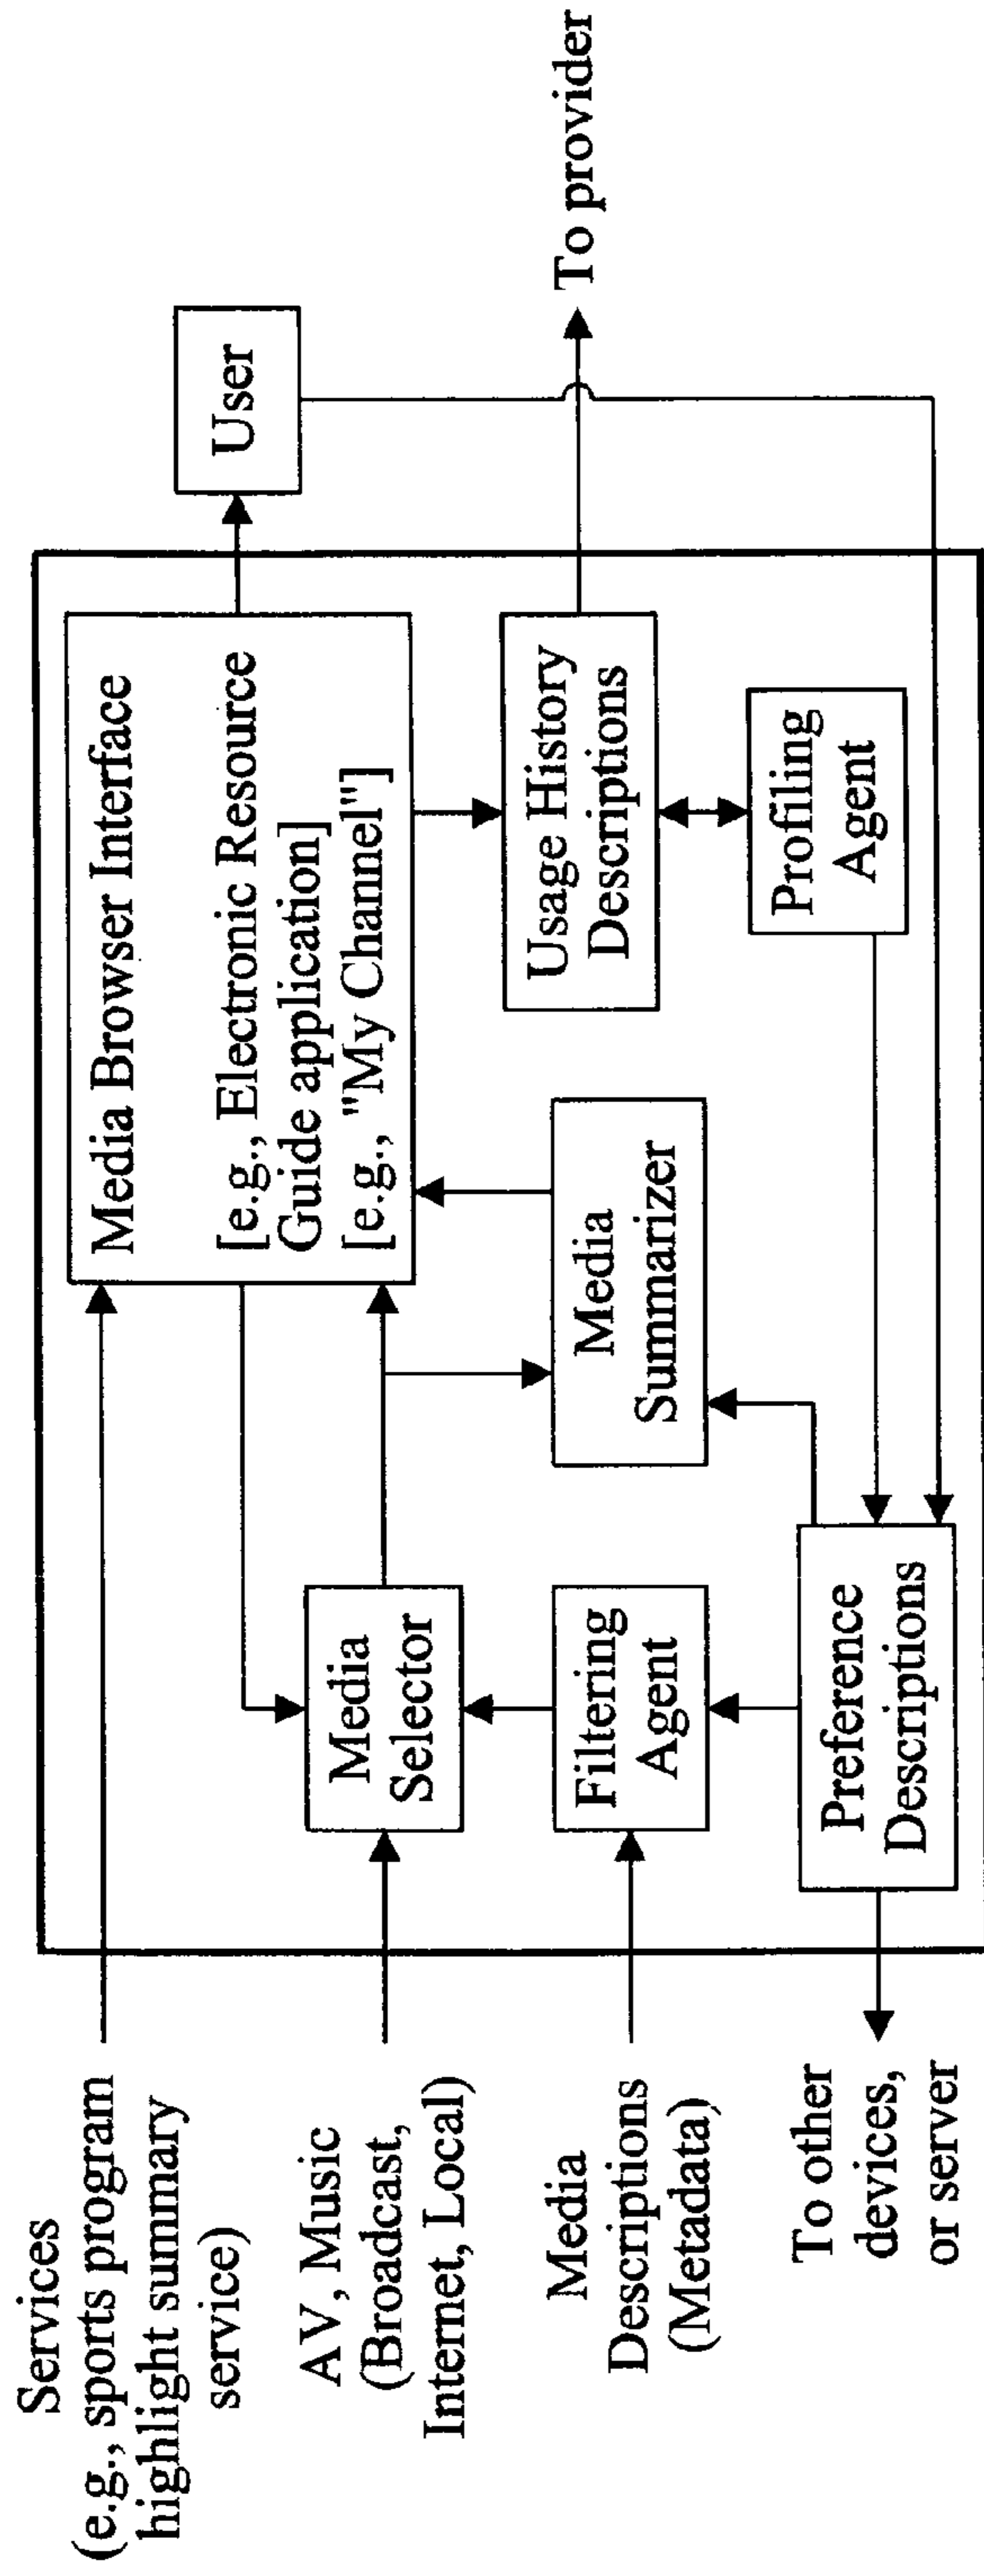 Services
(e.g., sports program
highlight summary
service)
AV, Music
(Broadcast,
Internet, Local)
Media
Descriptions
(Metadata)
To other
devices,
or server
Media
Selector
Filtering
Agent
Preference
Descriptions
Media
Summarizer
Media Browser Interface
[e.g., Electronic Resource
Guide application]
[e.g., "My Channel"]
Usage History
Descriptions
Profiling
Agent
User
To provider